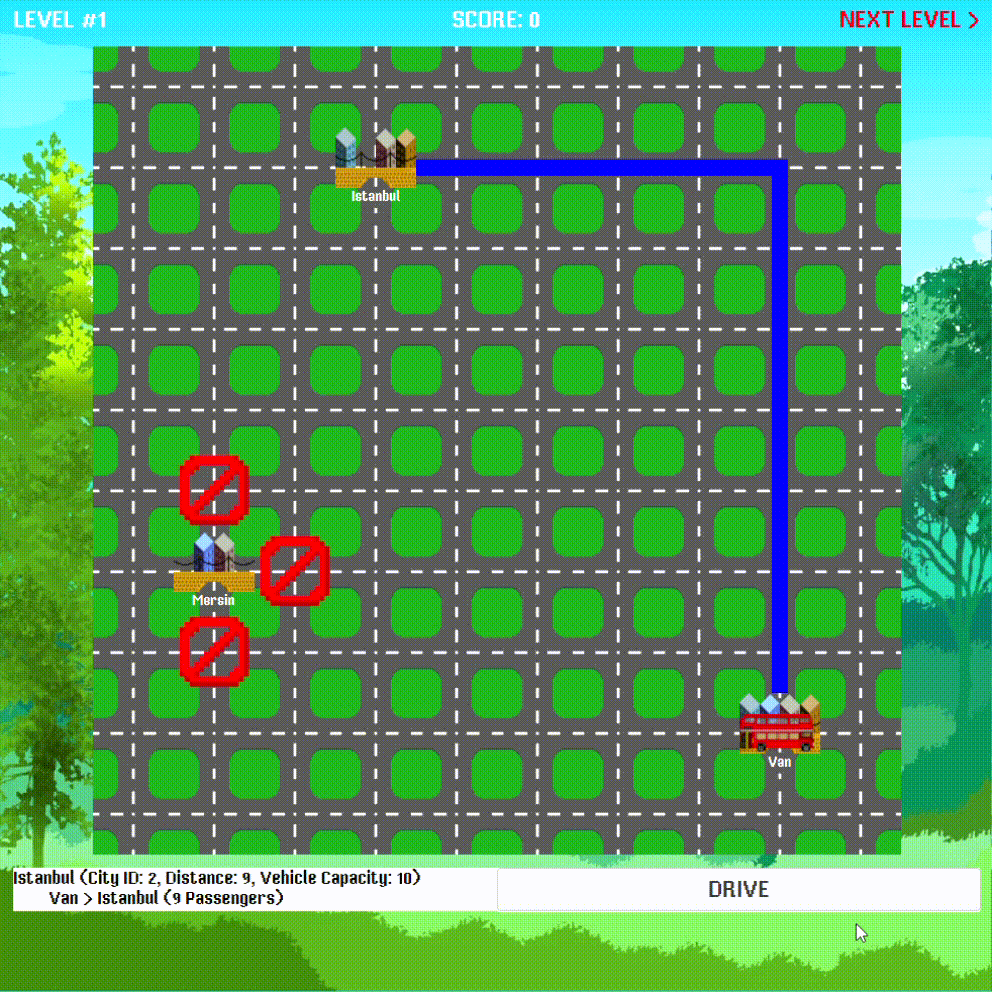 LEVEL #1
SCORE: 0
NEXT LEVEL >
Istanbul
Mersin
Van
Istanbul (City ID: 2, Distance: 9, Vehicle Capacity: 10)
Van > Istanbul (9 Passengers)
DRIVE